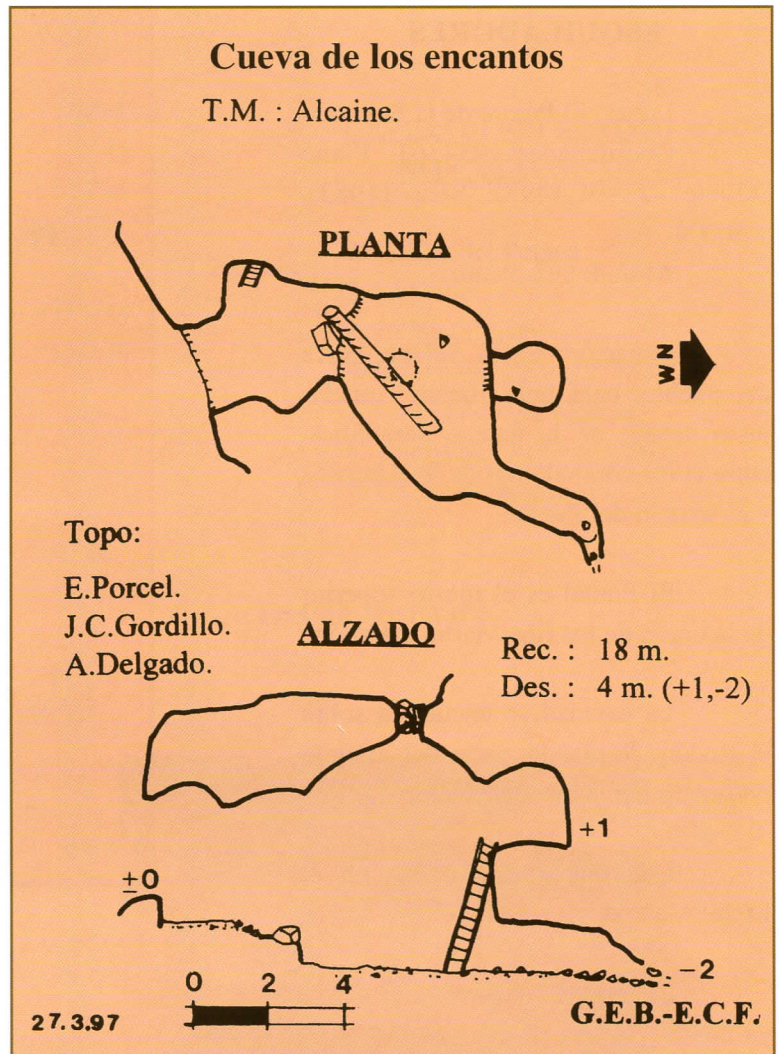 Cueva de los encantos
T.M. : Alcaine.
PLANTA
NM
Topo:
E.Porcel.
J.C.Gordillo.
A.Delgado.
ALZADO
Rec. : 18 m.
Des. : 4 m. (+1,-2)
+1
±0
-2
0 2 4
27.3.97
G.E.B.-E.C.F.